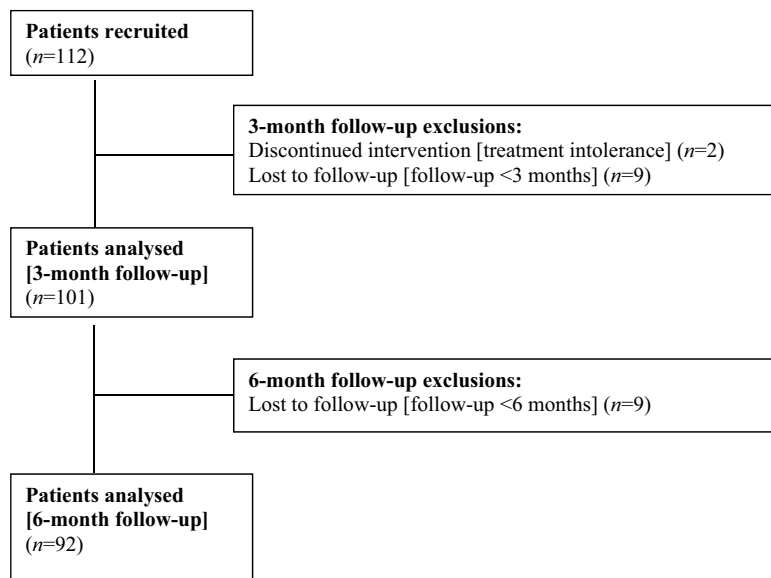 Patients recruited
(n=112)
3-month follow-up exclusions:
Discontinued intervention [treatment intolerance] (n=2)
Lost to follow-up [follow-up <3 months] (n=9)
Patients analysed
[3-month follow-up]
(n=101)
6-month follow-up exclusions:
Lost to follow-up [follow-up <6 months] (n=9)
Patients analysed
[6-month follow-up]
(n=92)